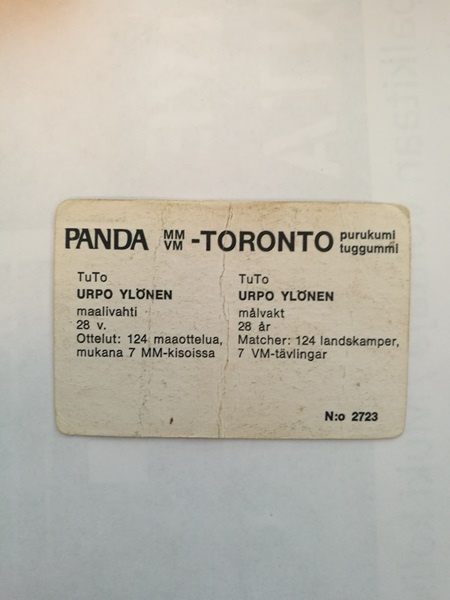 PANDA MM VM -TORONTO purukumi tuggummi
TuTo
URPO YLÖNEN
maalivahti
28 v.
Ottelut: 124 maaottelua,
mukana 7 MM-kisoissa
TuTo
URPO YLÖNEN
målvakt
28 år
Matcher: 124 landskamper,
7 VM-tävlingar
N:o 2723